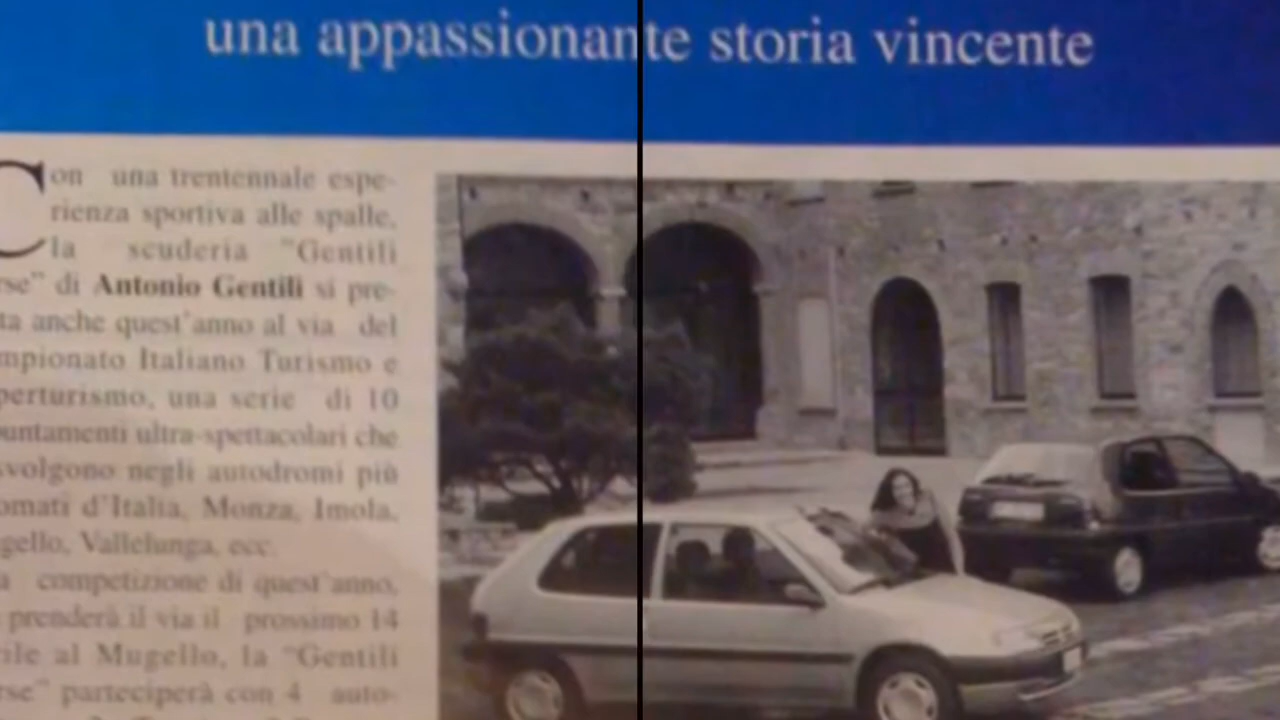 una appassionante storia vincente
Con una trentennale espe-
rienza sportiva alle spalle,
la scuderia "Gentili
rse" di Antonio Gentili si pre-
ta anche quest'anno al via del
mpionato Italiano Turismo e
perturismo, una serie di 10
puntamenti ultra-spettacolari che
svolgono negli autodromi più
omati d'Italia, Monza, Imola,
gello, Vallelunga, ecc.
a competizione di quest'anno,
prenderà il via il prossimo 14
rile al Mugello, la "Gentili
rse" parteciperà con 4 auto-